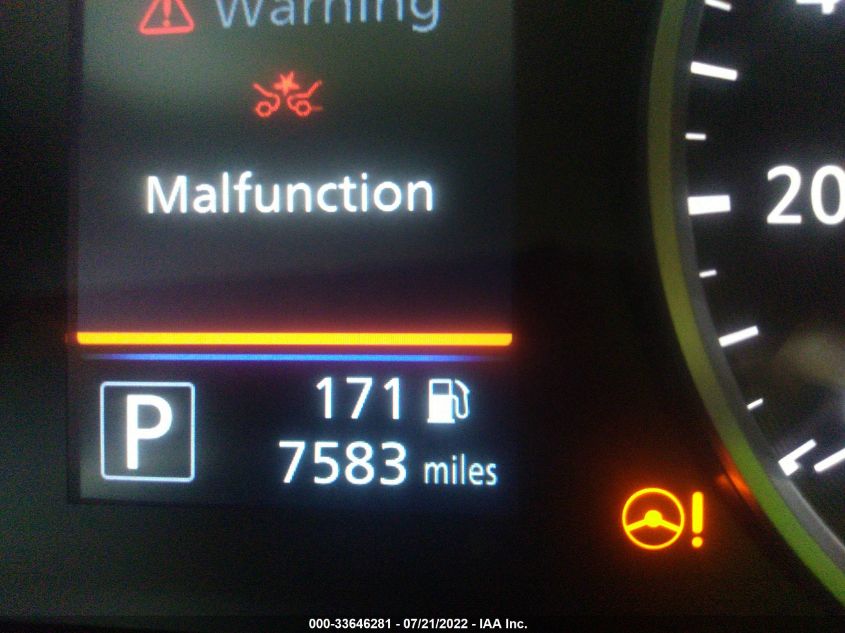 Warning
Malfunction
20
P
171
7583 miles
!
000-33646281 - 07/21/2022 - IAA Inc.